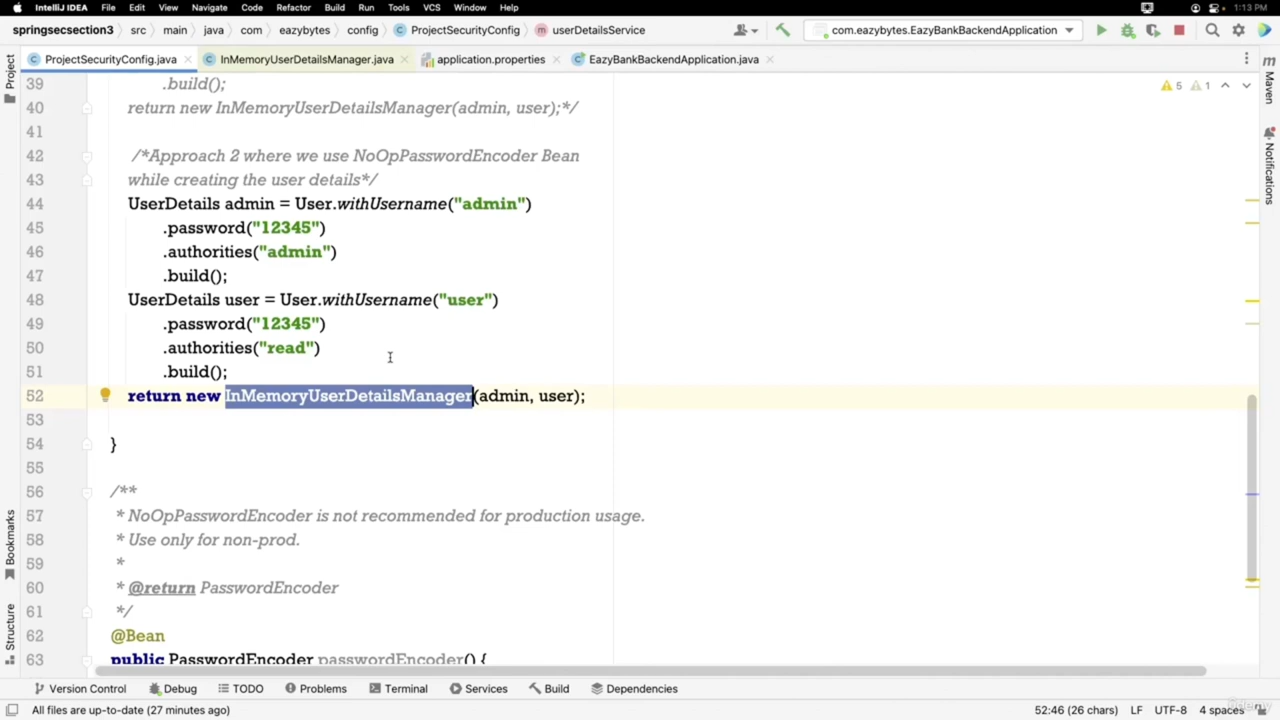 IntelliJ IDEA File Edit View Navigate Code Refactor Build Run Tools VCS Window Help 1:13 PM
springsecsection3 src main java com eazybytes config ProjectSecurityConfig userDetailsService com.eazybytes.EazyBankBackendApplication
ProjectSecurityConfig.java InMemoryUserDetailsManager.java application.properties EazyBankBackendApplication.java
Project
Maven
Notifications
Bookmarks
Structure
5 1
39 .build();
40 return new InMemoryUserDetailsManager(admin, user);*/
41
42 /*Approach 2 where we use NoOpPasswordEncoder Bean
43 while creating the user details*/
44 UserDetails admin = User.withUsername("admin")
45 .password("12345")
46 .authorities("admin")
47 .build();
48 UserDetails user = User.withUsername("user")
49 .password("12345")
50 .authorities("read")
51 .build();
52 return new InMemoryUserDetailsManager(admin, user);
53
54 }
55
56 /**
57 * NoOpPasswordEncoder is not recommended for production usage.
58 * Use only for non-prod.
59 *
60 * @return PasswordEncoder
61 */
62 @Bean
63 public PasswordEncoder passwordEncoder() {
Version Control Debug TODO Problems Terminal Services Build Dependencies
All files are up-to-date (27 minutes ago) 52:46 (26 chars) LF UTF-8 4 spaces
Udemy